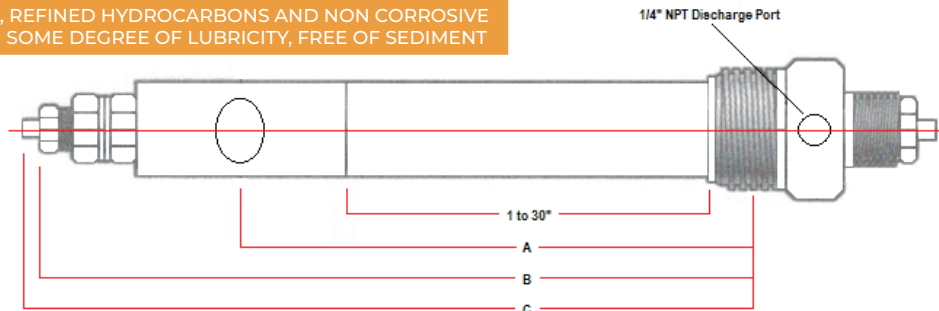 , REFINED HYDROCARBONS AND NON CORROSIVE
SOME DEGREE OF LUBRICITY, FREE OF SEDIMENT
1/4" NPT Discharge Port
1 to 30"
A
B
C